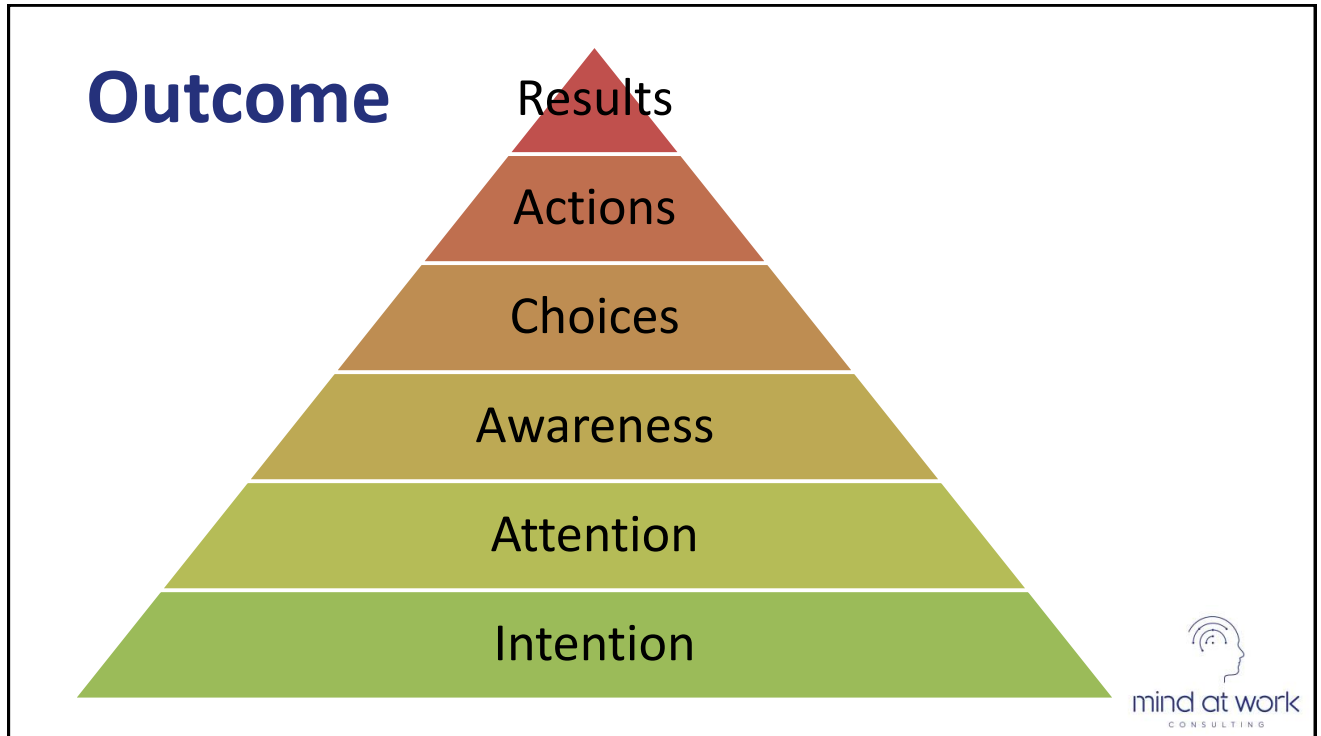 Outcome
Results
Actions
Choices
Awareness
Attention
Intention
mind at work
CONSULTING